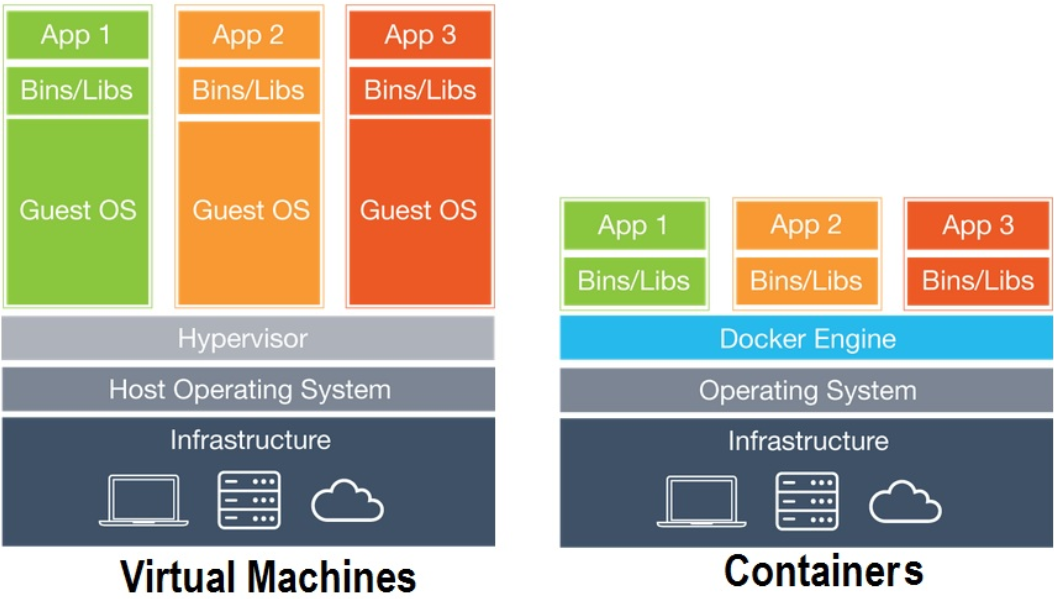 App 1
App 2
App 3
Bins/Libs
Bins/Libs
Bins/Libs
Guest OS
Guest OS
Guest OS
Hypervisor
Host Operating System
Infrastructure
Virtual Machines
App 1
App 2
App 3
Bins/Libs
Bins/Libs
Bins/Libs
Docker Engine
Operating System
Infrastructure
Containers